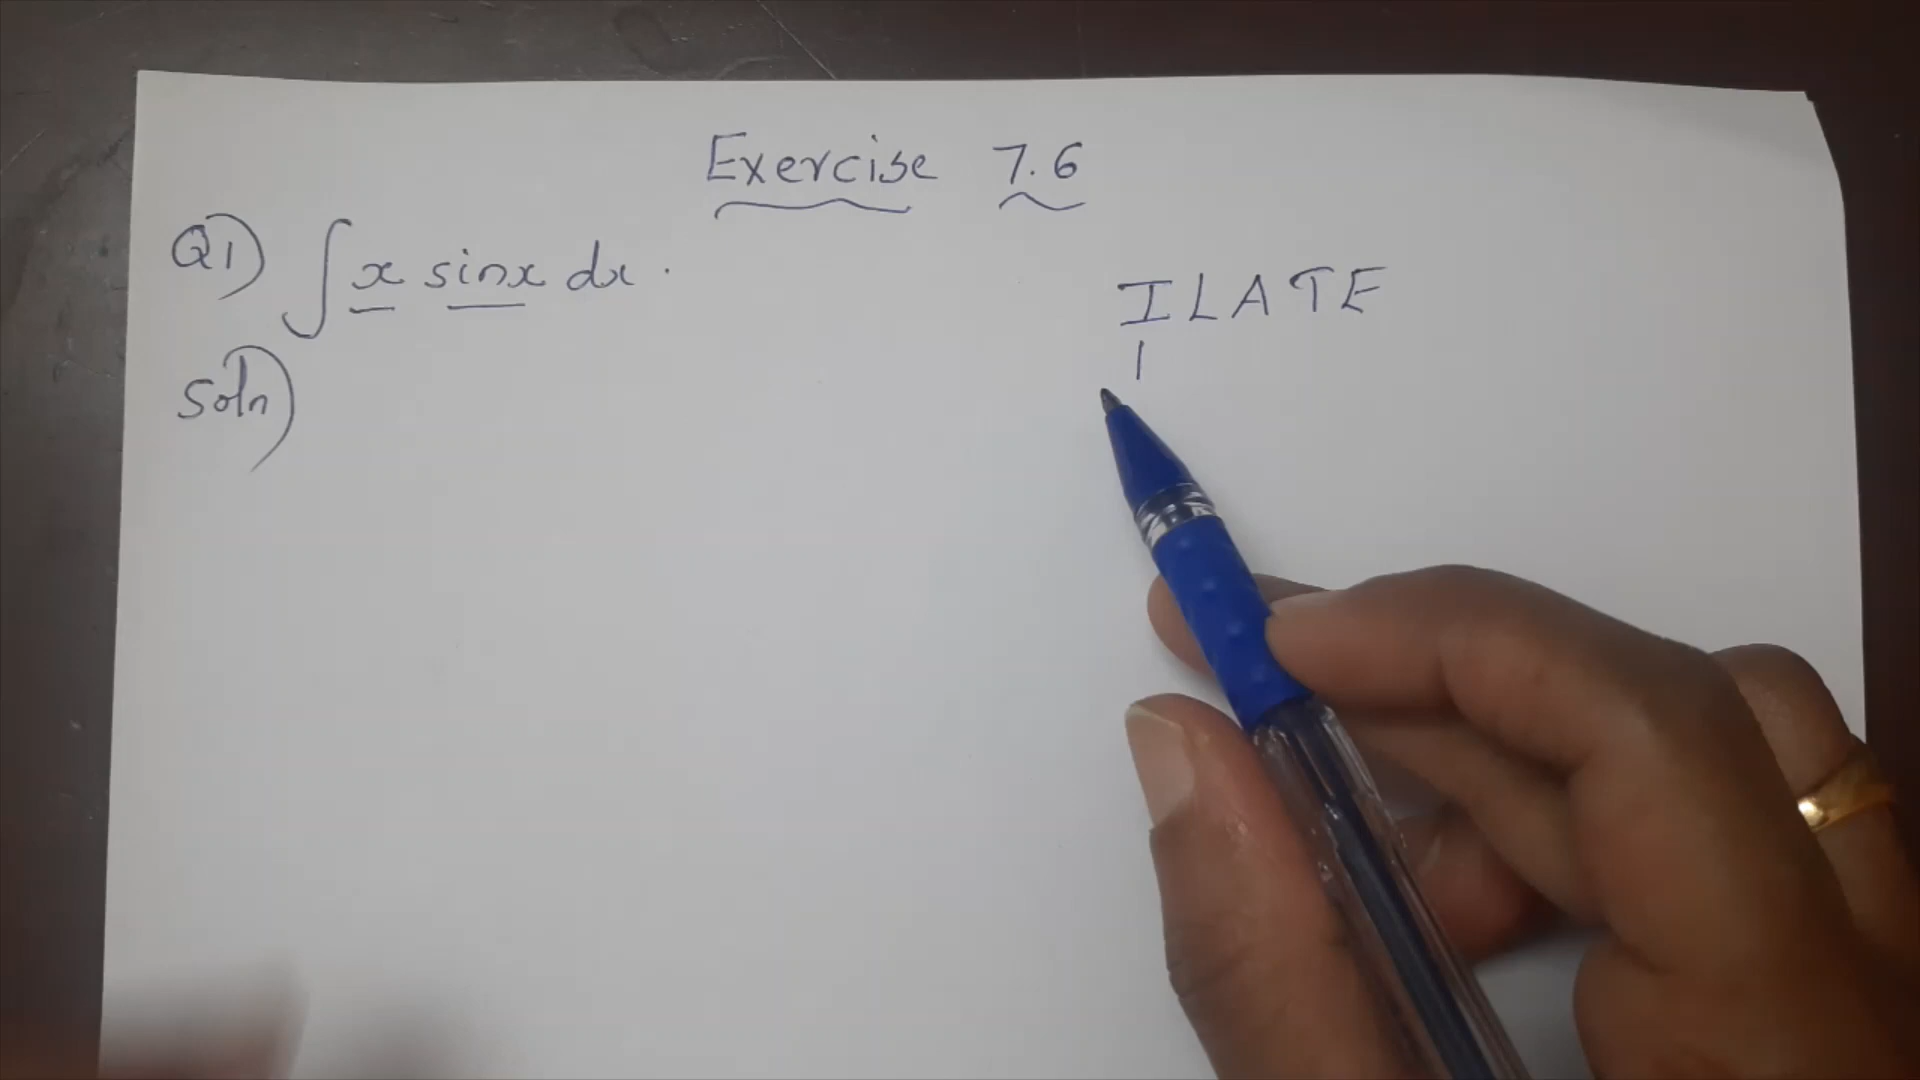 Exercise 7.6
Q1) ∫ x sinx dx.
ILATE
Soln)